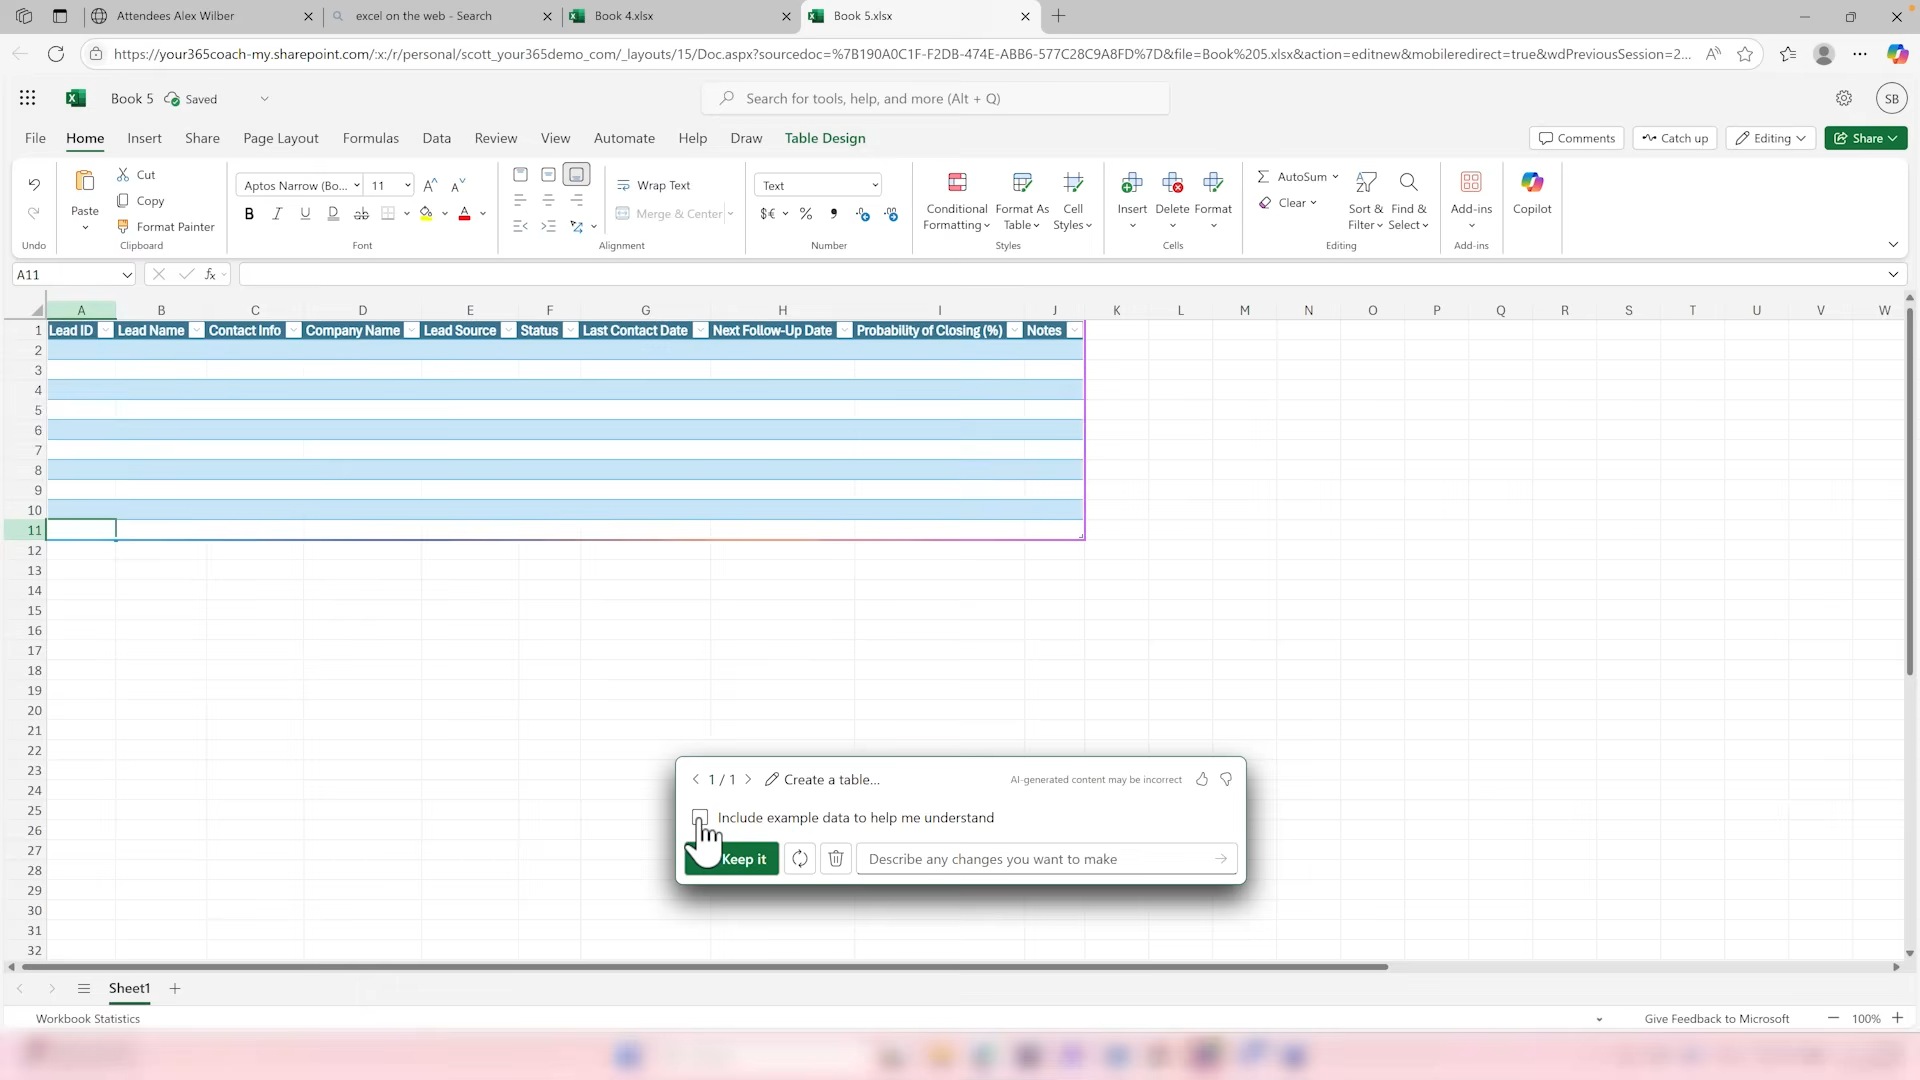 Attendees Alex Wilber
excel on the web - Search
Book 4.xlsx
Book 5.xlsx
https://your365coach-my.sharepoint.com/:x:/r/personal/scott_your365demo_com/_layouts/15/Doc.aspx?sourcedoc=%7B190A0C1F-F2DB-474E-ABB6-577C28C9A8FD%7D&file=Book%205.xlsx&action=editnew&mobileredirect=true&wdPreviousSession=2...
Book 5 Saved
Search for tools, help, and more (Alt + Q)
SB
File Home Insert Share Page Layout Formulas Data Review View Automate Help Draw Table Design
Comments Catch up Editing Share
Paste Cut
Copy
Format Painter
Undo Clipboard
Aptos Narrow (Bo... 11
B I U D ab
Font
Wrap Text
Merge & Center
Alignment
Text
$€ % 9
Number
Conditional Formatting
Format As Table
Cell Styles
Styles
Insert Delete Format
Cells
AutoSum
Clear
Sort & Filter
Find & Select
Editing
Add-ins
Add-ins
Copilot
A11 fx
A B C D E F G H I J K L M N O P Q R S T U V W
1 Lead ID Lead Name Contact Info Company Name Lead Source Status Last Contact Date Next Follow-Up Date Probability of Closing (%) Notes
2
3
4
5
6
7
8
9
10
11
12
13
14
15
16
17
18
19
20
21
22
23
24
25
26
27
28
29
30
31
32
1 / 1 Create a table... AI-generated content may be incorrect
Include example data to help me understand
Keep it Describe any changes you want to make
Sheet1
Workbook Statistics
Give Feedback to Microsoft
100%